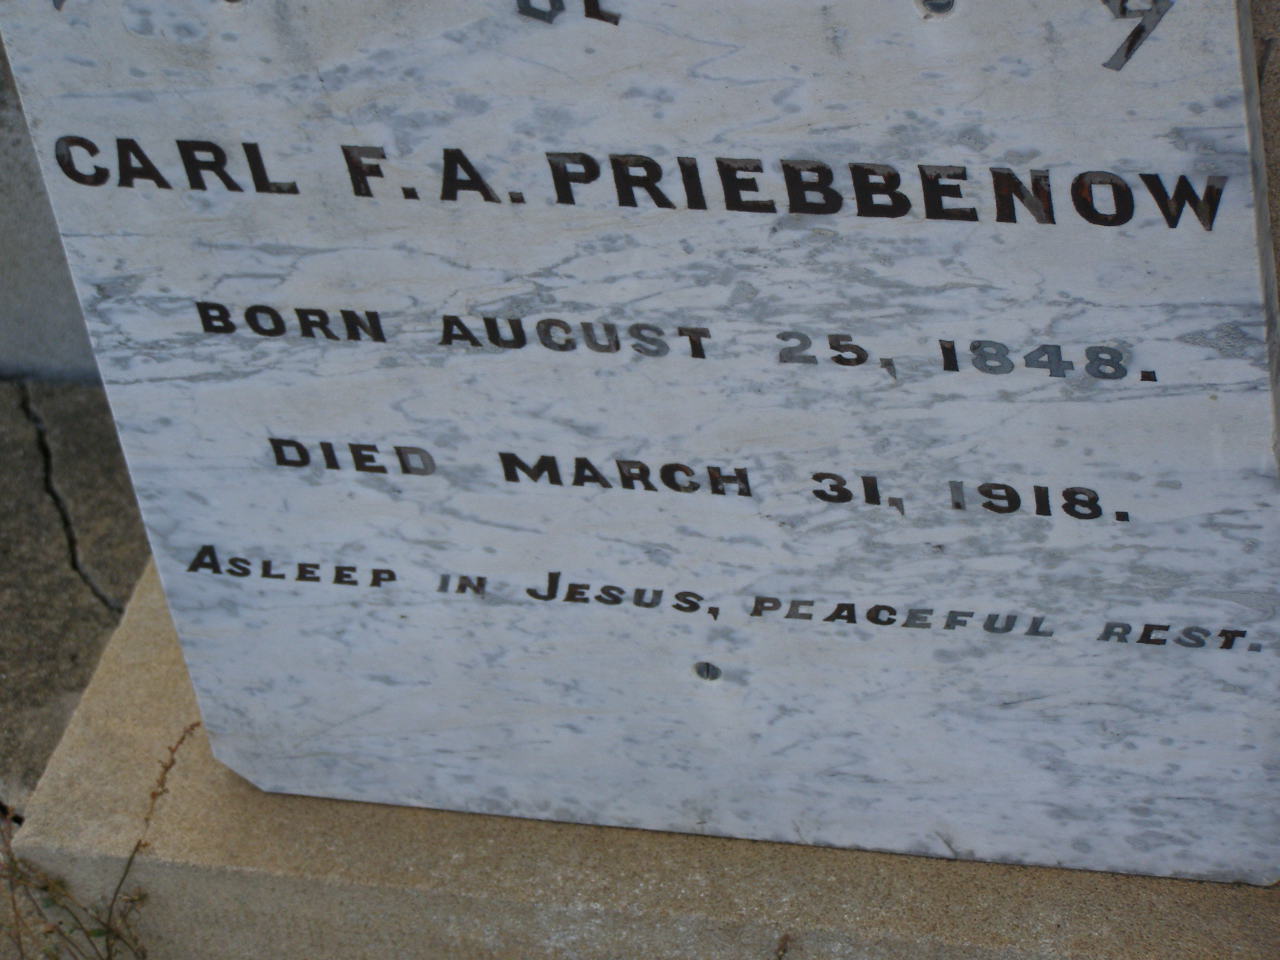 CARL F.A. PRIEBBENOW
BORN AUGUST 25, 1848.
DIED MARCH 31, 1918.
ASLEEP IN JESUS, PEACEFUL REST.